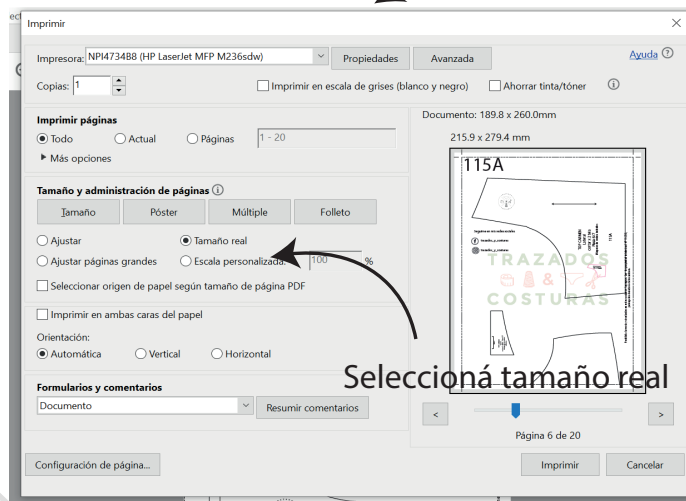 Imprimir
Impresora: NPI4734B8 (HP LaserJet MFP M236sdw) Propiedades Avanzada Ayuda
Copias: 1 Imprimir en escala de grises (blanco y negro) Ahorrar tinta/tóner
Imprimir páginas
Todo Actual Páginas 1 - 20
Más opciones
Tamaño y administración de páginas
Tamaño Póster Múltiple Folleto
Ajustar Tamaño real
Ajustar páginas grandes Escala personalizada: 100 %
Seleccionar origen de papel según tamaño de página PDF
Imprimir en ambas caras del papel
Orientación:
Automática Vertical Horizontal
Formularios y comentarios
Documento Resumir comentarios
Documento: 189.8 x 260.0mm
215.9 x 279.4 mm
115A
TRAZADOS
&
COSTURAS
Seleccioná tamaño real
< >
Página 6 de 20
Configuración de página... Imprimir Cancelar